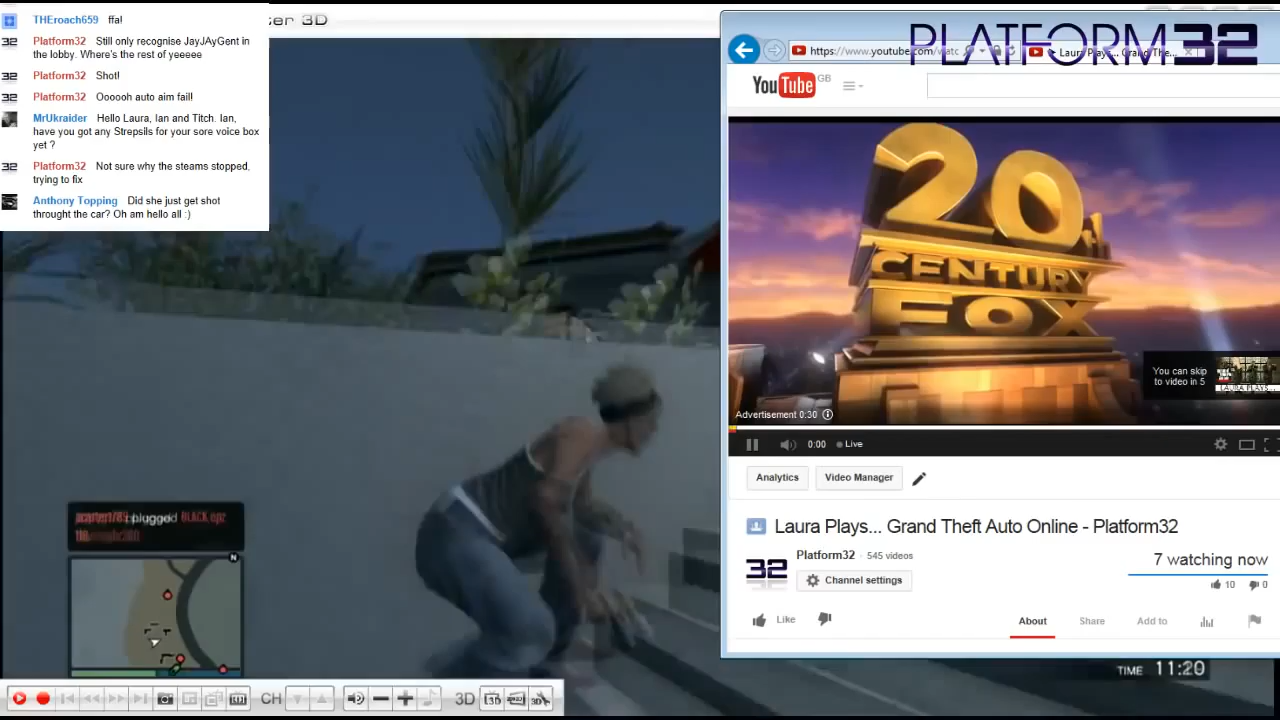 THEroach659 ffa!
Platform32 Still only recognise JayJAyGent in
the lobby. Where's the rest of yeeeee
Platform32 Shot!
Platform32 Oooooh auto aim fail!
MrUkraider Hello Laura, Ian and Titch. Ian,
have you got any Strepsils for your sore voice box
yet ?
Platform32 Not sure why the steams stopped,
trying to fix
Anthony Topping Did she just get shot
throught the car? Oh am hello all :)
3D
PLATFORM32
https://www.youtube.com/watc
Laura Plays... Grand The...
YouTube GB
20th
CENTURY
FOX
You can skip
to video in 5
LAURA PLAYS...
Advertisement 0:30
0:00 Live
Analytics Video Manager
Laura Plays... Grand Theft Auto Online - Platform32
32
Platform32 · 545 videos
Channel settings
7 watching now
10 0
Like
About Share Add to
plugged BLACK
N
TIME 11:20
CH 3D